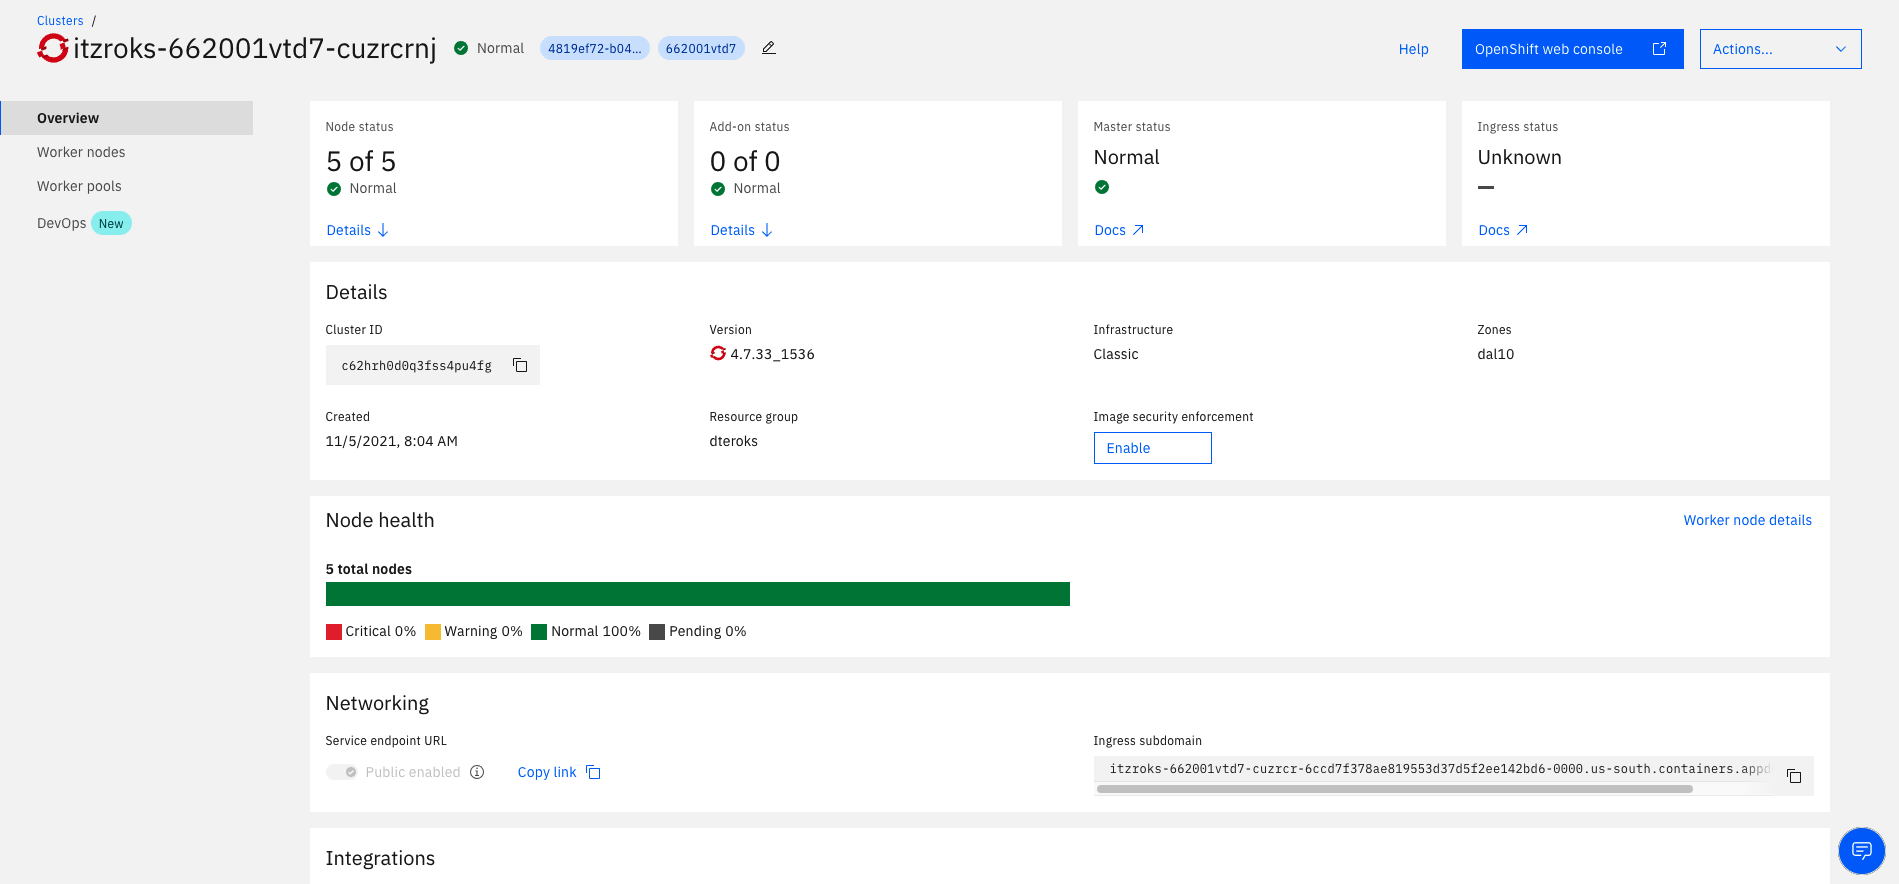 Clusters /
itzroks-662001vtd7-cuzrcrnj Normal 4819ef72-b04... 662001vtd7
Help OpenShift web console Actions...
Overview
Worker nodes
Worker pools
DevOps New
Node status
5 of 5
Normal
Details
Add-on status
0 of 0
Normal
Details
Master status
Normal
Docs
Ingress status
Unknown
Docs
Details
Cluster ID
c62hrh0d0q3fss4pu4fg
Version
4.7.33_1536
Infrastructure
Classic
Zones
dal10
Created
11/5/2021, 8:04 AM
Resource group
dteroks
Image security enforcement
Enable
Node health
Worker node details
5 total nodes
Critical 0% Warning 0% Normal 100% Pending 0%
Networking
Service endpoint URL
Public enabled Copy link
Ingress subdomain
itzroks-662001vtd7-cuzrcr-6ccd7f378ae819553d37d5f2ee142bd6-0000.us-south.containers.appd
Integrations